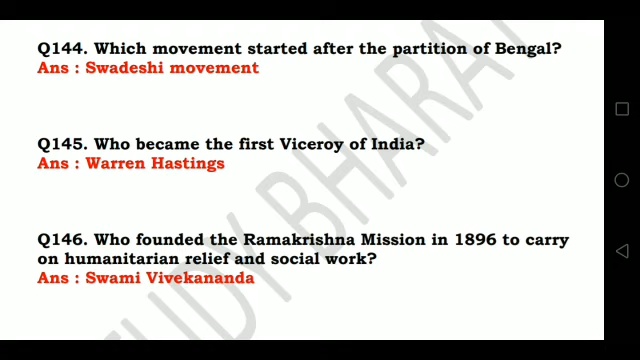 Q144. Which movement started after the partition of Bengal?
Ans : Swadeshi movement
Q145. Who became the first Viceroy of India?
Ans : Warren Hastings
Q146. Who founded the Ramakrishna Mission in 1896 to carry
on humanitarian relief and social work?
Ans : Swami Vivekananda
STUDY BHARAT